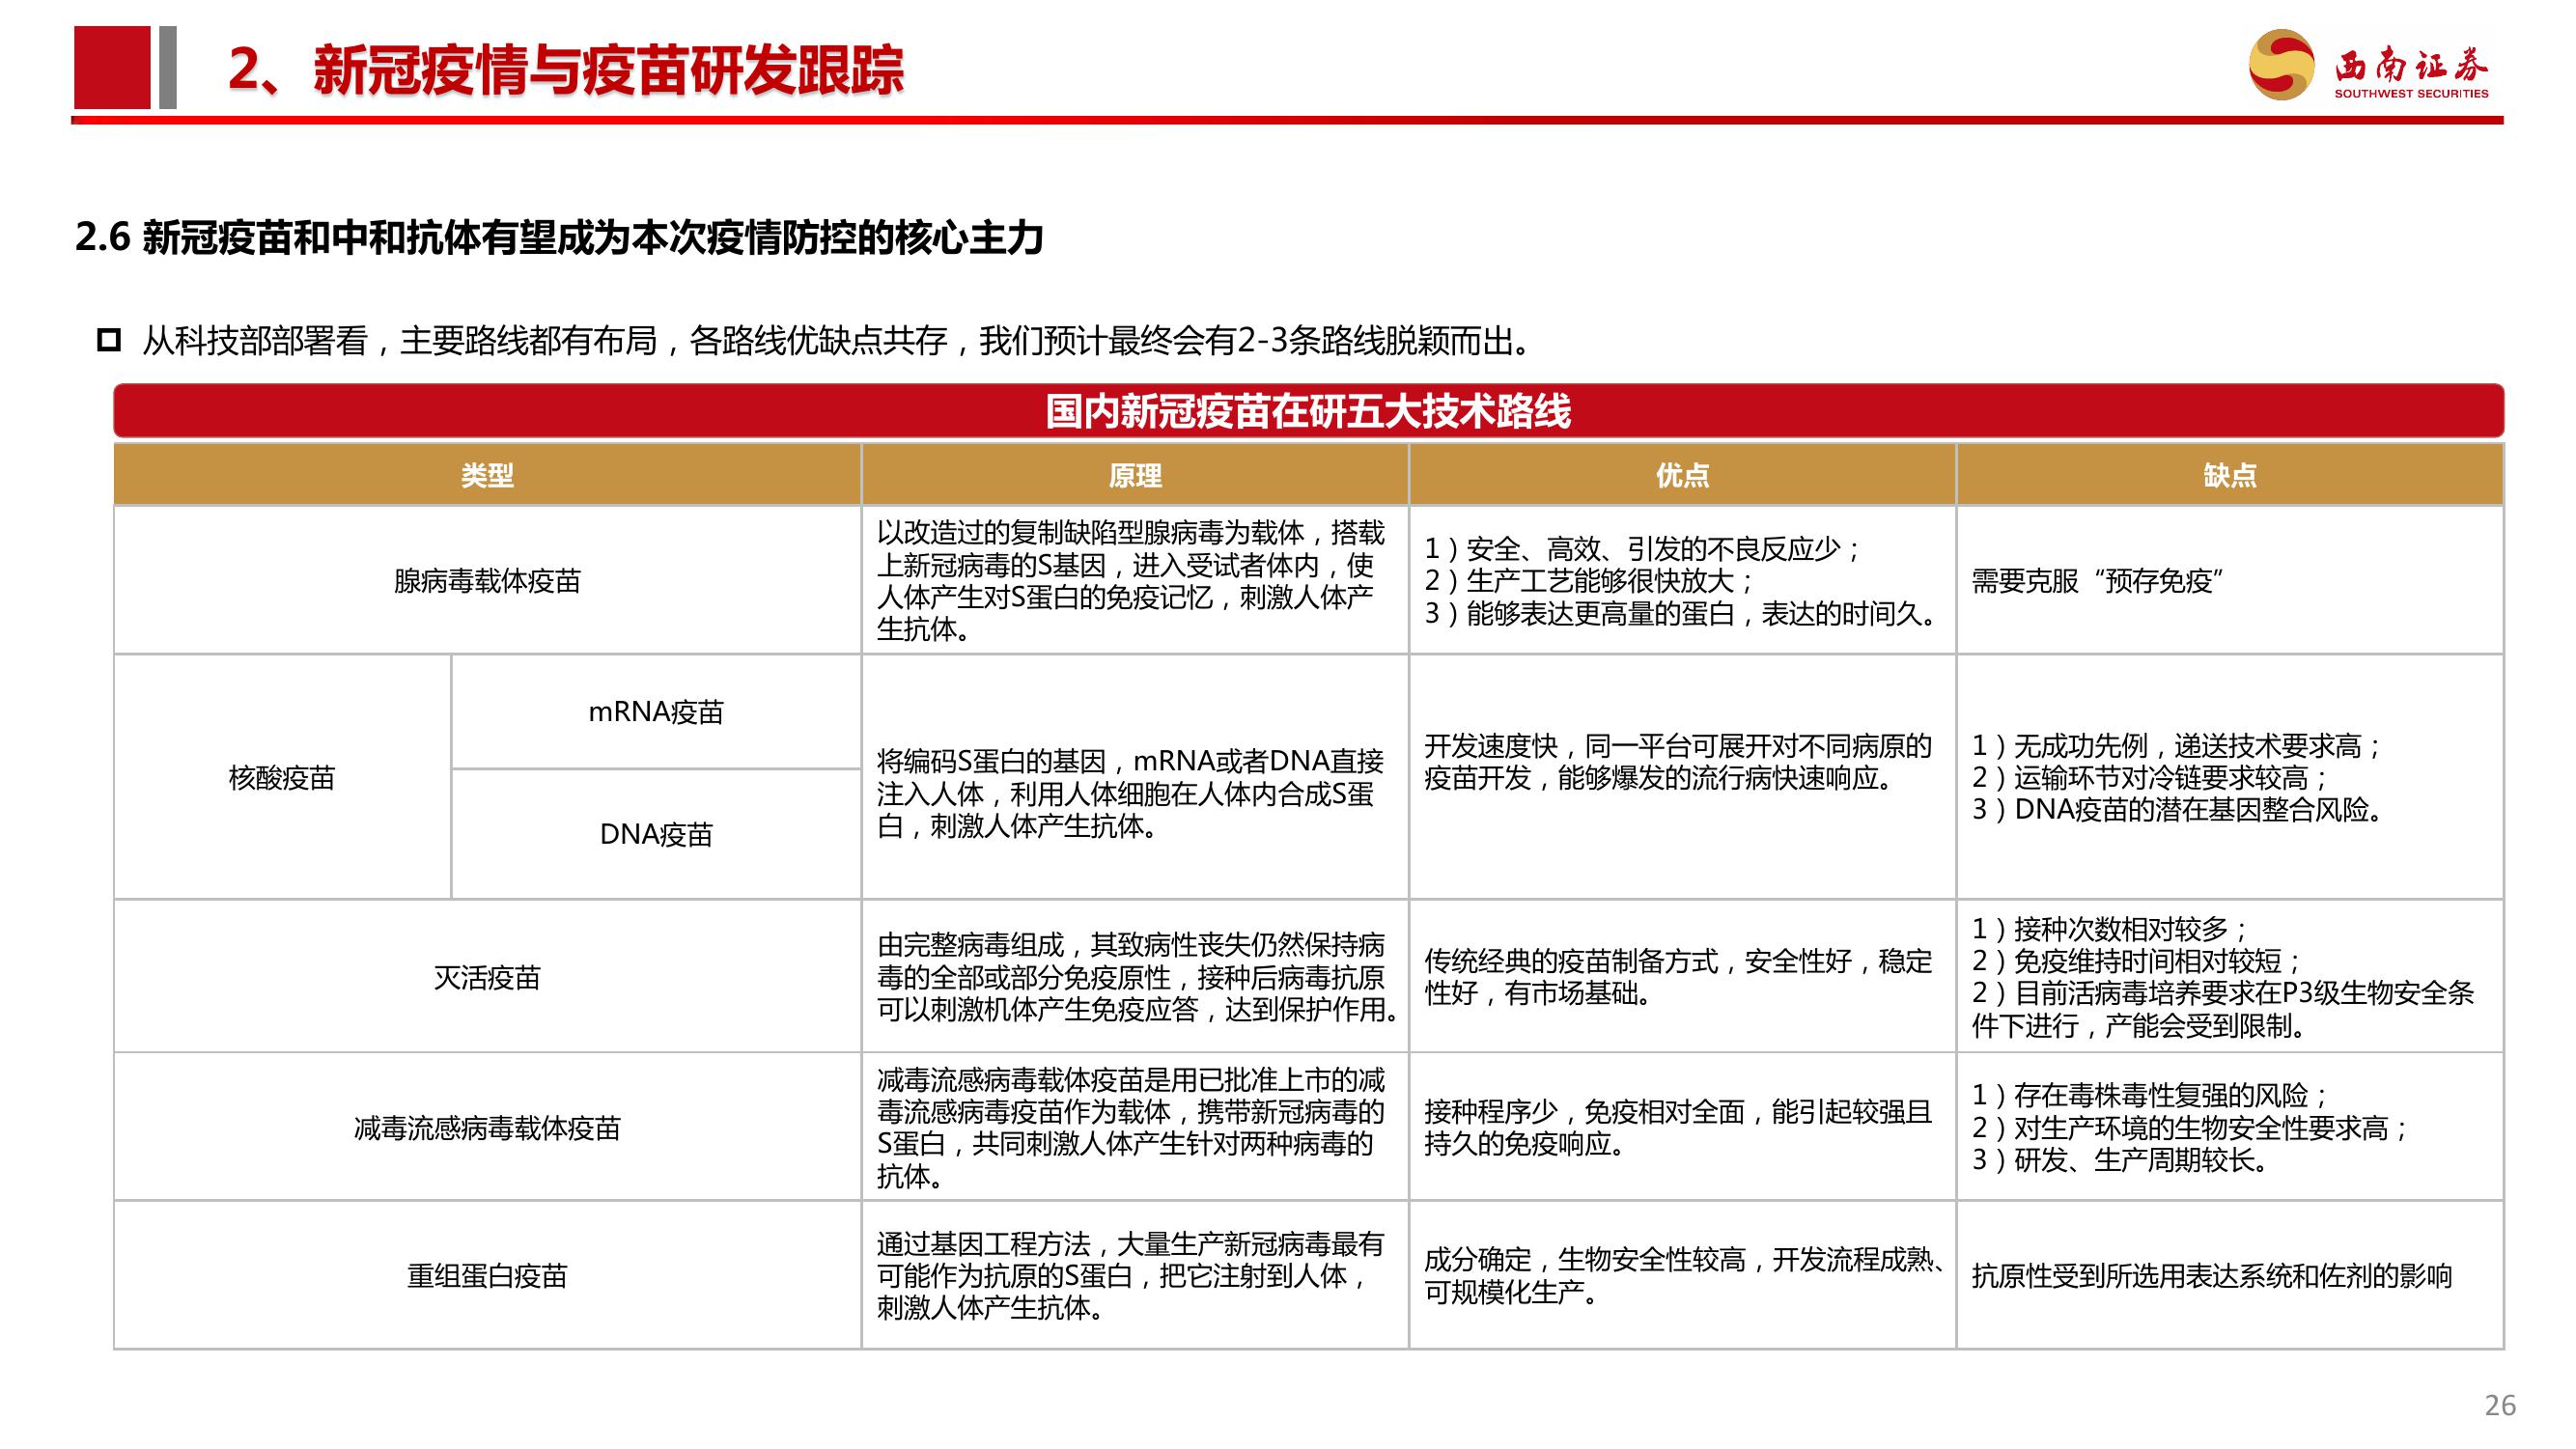 2、新冠疫情与疫苗研发跟踪
西南证券
SOUTHWEST SECURITIES
2.6 新冠疫苗和中和抗体有望成为本次疫情防控的核心主力
从科技部部署看，主要路线都有布局，各路线优缺点共存，我们预计最终会有2-3条路线脱颖而出。
国内新冠疫苗在研五大技术路线
类型
原理
优点
缺点
腺病毒载体疫苗
以改造过的复制缺陷型腺病毒为载体，搭载
上新冠病毒的S基因，进入受试者体内，使
人体产生对S蛋白的免疫记忆，刺激人体产
生抗体。
1）安全、高效、引发的不良反应少；
2）生产工艺能够很快放大；
3）能够表达更高量的蛋白，表达的时间久。
需要克服“预存免疫”
核酸疫苗
mRNA疫苗
DNA疫苗
将编码S蛋白的基因，mRNA或者DNA直接
注入人体，利用人体细胞在人体内合成S蛋
白，刺激人体产生抗体。
开发速度快，同一平台可展开对不同病原的
疫苗开发，能够爆发的流行病快速响应。
1）无成功先例，递送技术要求高；
2）运输环节对冷链要求较高；
3）DNA疫苗的潜在基因整合风险。
灭活疫苗
由完整病毒组成，其致病性丧失仍然保持病
毒的全部或部分免疫原性，接种后病毒抗原
可以刺激机体产生免疫应答，达到保护作用。
传统经典的疫苗制备方式，安全性好，稳定
性好，有市场基础。
1）接种次数相对较多；
2）免疫维持时间相对较短；
2）目前活病毒培养要求在P3级生物安全条
件下进行，产能会受到限制。
减毒流感病毒载体疫苗
减毒流感病毒载体疫苗是用已批准上市的减
毒流感病毒疫苗作为载体，携带新冠病毒的
S蛋白，共同刺激人体产生针对两种病毒的
抗体。
接种程序少，免疫相对全面，能引起较强且
持久的免疫响应。
1）存在毒株毒性复强的风险；
2）对生产环境的生物安全性要求高；
3）研发、生产周期较长。
重组蛋白疫苗
通过基因工程方法，大量生产新冠病毒最有
可能作为抗原的S蛋白，把它注射到人体，
刺激人体产生抗体。
成分确定，生物安全性较高，开发流程成熟、
可规模化生产。
抗原性受到所选用表达系统和佐剂的影响
26